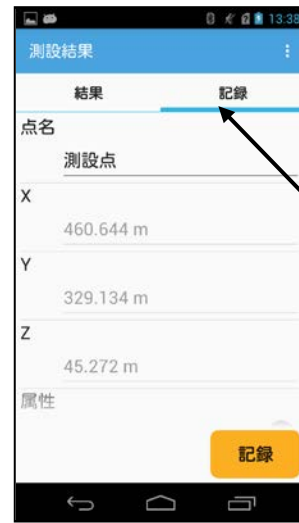 13:38
測設結果
結果 記録
点名
測設点
X
460.644 m
Y
329.134 m
Z
45.272 m
属性
記録